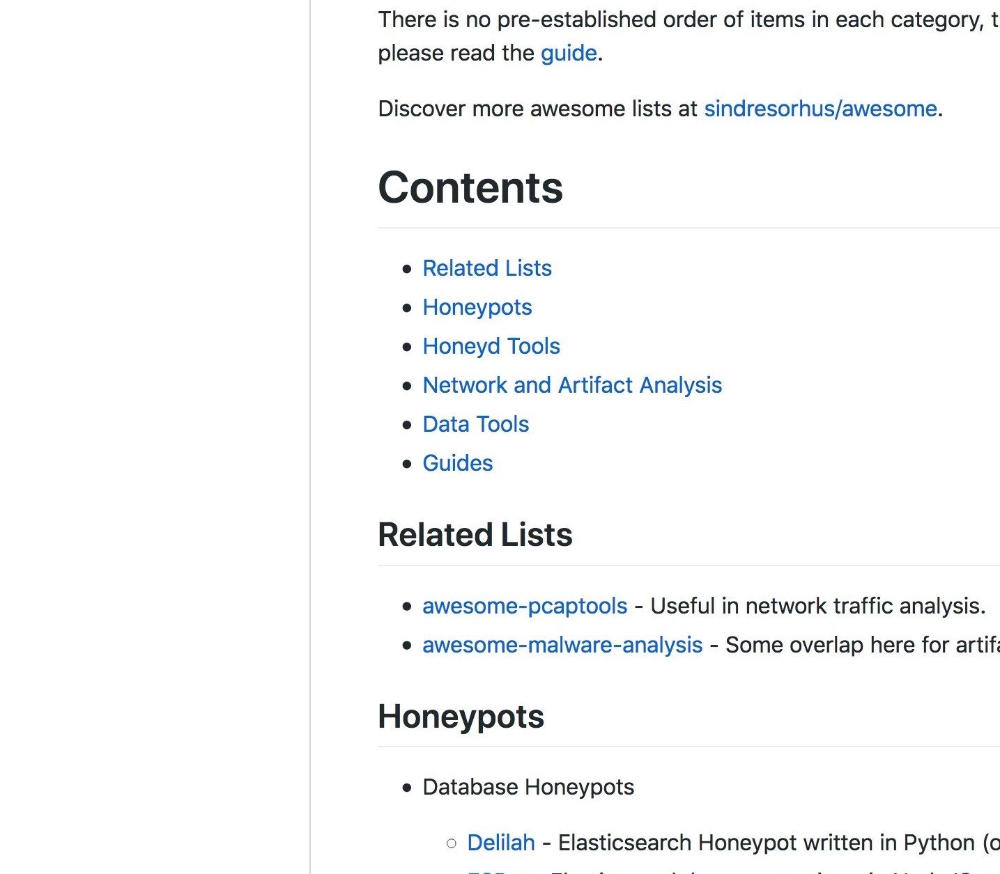 There is no pre-established order of items in each category, t
please read the guide.
Discover more awesome lists at sindresorhus/awesome.
Contents
Related Lists
Honeypots
Honeyd Tools
Network and Artifact Analysis
Data Tools
Guides
Related Lists
awesome-pcaptools - Useful in network traffic analysis.
awesome-malware-analysis - Some overlap here for artifa
Honeypots
Database Honeypots
Delilah - Elasticsearch Honeypot written in Python (o